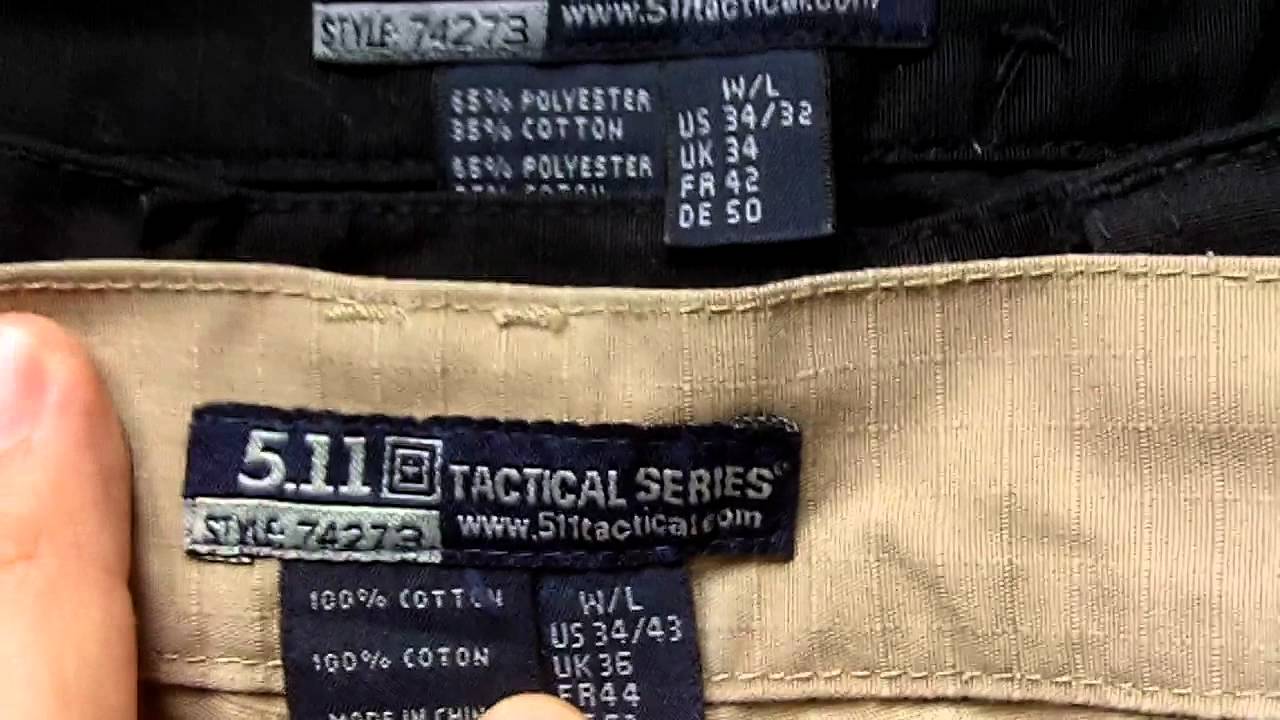 STYLE 74273
www.511tactical.com
65% POLYESTER
35% COTTON
65% POLYESTER
W/L
US 34/32
UK 34
FR 42
DE 50
5.11 TACTICAL SERIES
STYLE 74273
www.511tactical.com
100% COTTON
100% COTON
MADE IN
W/L
US 34/43
UK 36
FR44